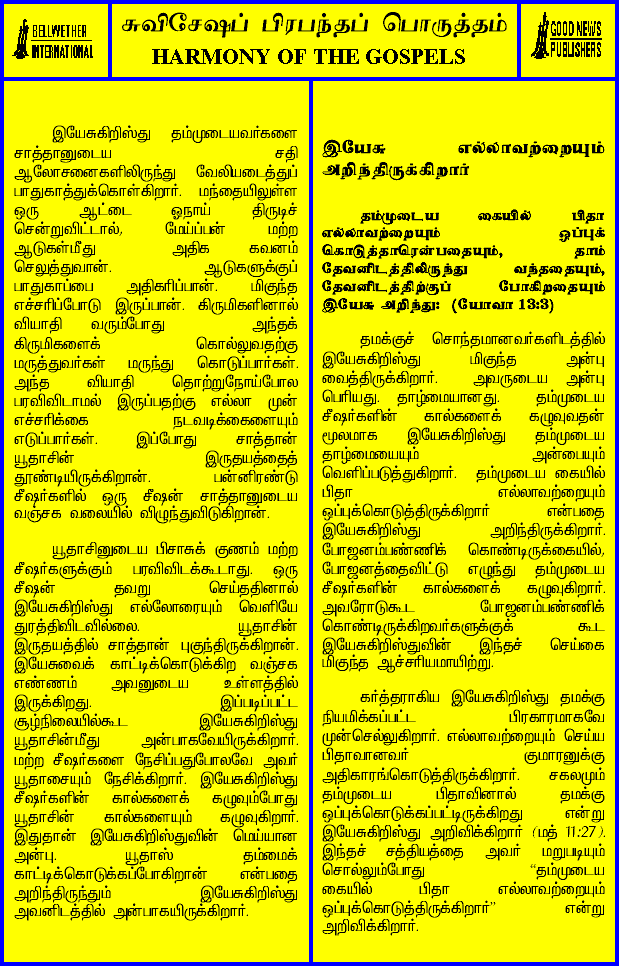 BELLWETHER
INTERNATIONAL
சுவிசேஷப் பிரபந்தப் பொருத்தம்
HARMONY OF THE GOSPELS
GOOD NEWS
PUBLISHERS
இயேசுகிறிஸ்து தம்முடையவர்களை
சாத்தானுடைய சதி
ஆலோசனைகளிலிருந்து வேலியடைத்துப்
பாதுகாத்துக்கொள்கிறார். மந்தையிலுள்ள
ஒரு ஆட்டை ஓநாய் திருடிச்
சென்றுவிட்டால், மேய்ப்பன் மற்ற
ஆடுகள்மீது அதிக கவனம்
செலுத்துவான். ஆடுகளுக்குப்
பாதுகாப்பை அதிகரிப்பான். மிகுந்த
எச்சரிப்போடு இருப்பான். கிருமிகளினால்
வியாதி வரும்போது அந்தக்
கிருமிகளைக் கொல்லுவதற்கு
மருத்துவர்கள் மருந்து கொடுப்பார்கள்.
அந்த வியாதி தொற்றுநோய்போல
பரவிவிடாமல் இருப்பதற்கு எல்லா முன்
எச்சரிக்கை நடவடிக்கைளையும்
எடுப்பார்கள். இப்போது சாத்தான்
யூதாசின் இருதயத்தைத்
தூண்டியிருக்கிறான். பன்னிரண்டு
சீஷர்களில் ஒரு சீஷன் சாத்தானுடைய
வஞ்சக வலையில் விழுந்துவிடுகிறான்.
யூதாசினுடைய பிசாசுக் குணம் மற்ற
சீஷர்களுக்கும் பரவிவிடக்கூடாது. ஒரு
சீஷன் தவறு செய்ததினால்
இயேசுகிறிஸ்து எல்லோரையும் வெளியே
துரத்திவிடவில்லை. யூதாசின்
இருதயத்தில் சாத்தான் புகுந்திருக்கிறான்.
இயேசுவைக் காட்டிக்கொடுக்கிற வஞ்சக
எண்ணம் அவனுடைய உள்ளத்தில்
இருக்கிறது. இப்படிப்பட்ட
சூழ்நிலையில்கூட இயேசுகிறிஸ்து
யூதாசின்மீது அன்பாகவேயிருக்கிறார்.
மற்ற சீஷர்களை நேசிப்பதுபோலவே அவர்
யூதாசையும் நேசிக்கிறார். இயேசுகிறிஸ்து
சீஷர்களின் கால்களைக் கழுவும்போது
யூதாசின் கால்களையும் கழுவுகிறார்.
இதுதான் இயேசுகிறிஸ்துவின் மெய்யான
அன்பு. யூதாஸ் தம்மைக்
காட்டிக்கொடுக்கப்போகிறான் என்பதை
அறிந்திருந்தும் இயேசுகிறிஸ்து
அவனிடத்தில் அன்பாகயிருக்கிறார்.
இயேசு எல்லாவற்றையும்
அறிந்திருக்கிறார்
தம்முடைய கையில் பிதா
எல்லாவற்றையும் ஒப்புக்
கொடுத்தாரென்பதையும், தாம்
தேவனிடத்திலிருந்து வந்ததையும்,
தேவனிடத்திற்குப் போகிறதையும்
இயேசு அறிந்து: (யோவா 13:3)
தமக்குச் சொந்தமானவர்களிடத்தில்
இயேசுகிறிஸ்து மிகுந்த அன்பு
வைத்திருக்கிறார். அவருடைய அன்பு
பெரியது. தாழ்மையானது. தம்முடைய
சீஷர்களின் கால்களைக் கழுவுவதன்
மூலமாக இயேசுகிறிஸ்து தம்முடைய
தாழ்மையையும் அன்பையும்
வெளிப்படுத்துகிறார். தம்முடைய கையில்
பிதா எல்லாவற்றையும்
ஒப்புக்கொடுத்திருக்கிறார் என்பதை
இயேசுகிறிஸ்து அறிந்திருக்கிறார்.
போஜனம்பண்ணிக் கொண்டிருக்கையில்,
போஜனத்தைவிட்டு எழுந்து தம்முடைய
சீஷர்களின் கால்களைக் கழுவுகிறார்.
அவரோடுகூட போஜனம்பண்ணிக்
கொண்டிருக்கிறவர்களுக்குக் கூட
இயேசுகிறிஸ்துவின் இந்தச் செய்கை
மிகுந்த ஆச்சரியமாயிற்று.
கர்த்தராகிய இயேசுகிறிஸ்து தமக்கு
நியமிக்கப்பட்ட பிரகாரமாகவே
முன்செல்லுகிறார். எல்லாவற்றையும் செய்ய
பிதாவானவர் குமாரனுக்கு
அதிகாரங்கொடுத்திருக்கிறார். சகலமும்
தம்முடைய பிதாவினால் தமக்கு
ஒப்புக்கொடுக்கப்பட்டிருக்கிறது என்று
இயேசுகிறிஸ்து அறிவிக்கிறார் (மத் 11:27).
இந்தச் சத்தியத்தை அவர் மறுபடியும்
சொல்லும்போது “தம்முடைய
கையில் பிதா எல்லாவற்றையும்
ஒப்புக்கொடுத்திருக்கிறார்” என்று
அறிவிக்கிறார்.